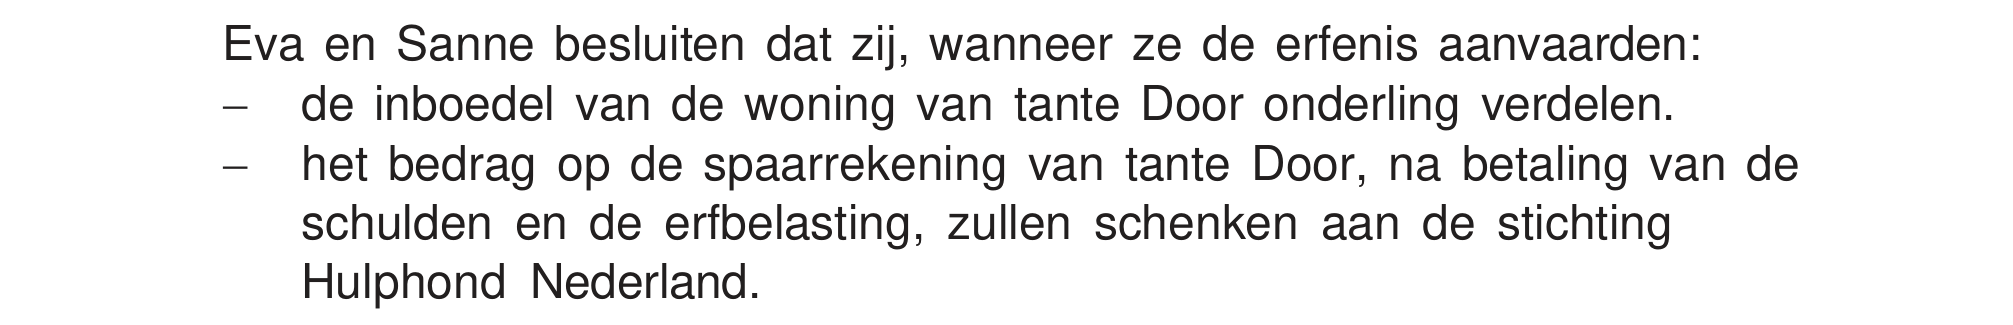 Eva en Sanne besluiten dat zij, wanneer ze de erfenis aanvaarden:
– de inboedel van de woning van tante Door onderling verdelen.
– het bedrag op de spaarrekening van tante Door, na betaling van de
schulden en de erfbelasting, zullen schenken aan de stichting
Hulphond Nederland.